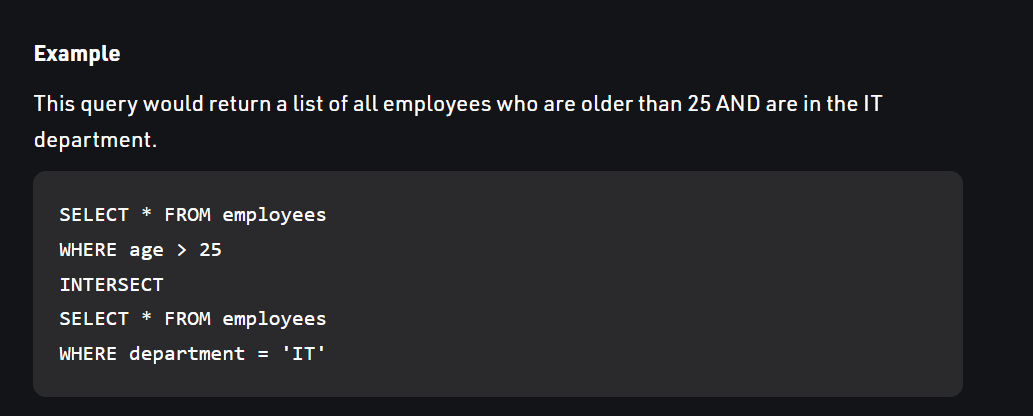 Example
This query would return a list of all employees who are older than 25 AND are in the IT
department.
SELECT * FROM employees
WHERE age > 25
INTERSECT
SELECT * FROM employees
WHERE department = 'IT'